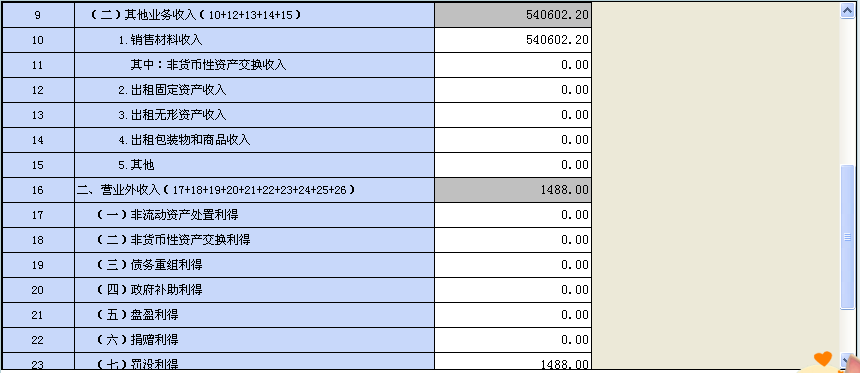 9 （二）其他业务收入（10+12+13+14+15） 540602.20
10 1.销售材料收入 540602.20
11 其中：非货币性资产交换收入 0.00
12 2.出租固定资产收入 0.00
13 3.出租无形资产收入 0.00
14 4.出租包装物和商品收入 0.00
15 5.其他 0.00
16 二、营业外收入（17+18+19+20+21+22+23+24+25+26） 1488.00
17 （一）非流动资产处置利得 0.00
18 （二）非货币性资产交换利得 0.00
19 （三）债务重组利得 0.00
20 （四）政府补助利得 0.00
21 （五）盘盈利得 0.00
22 （六）捐赠利得 0.00
23 （七）罚没利得 1488.00